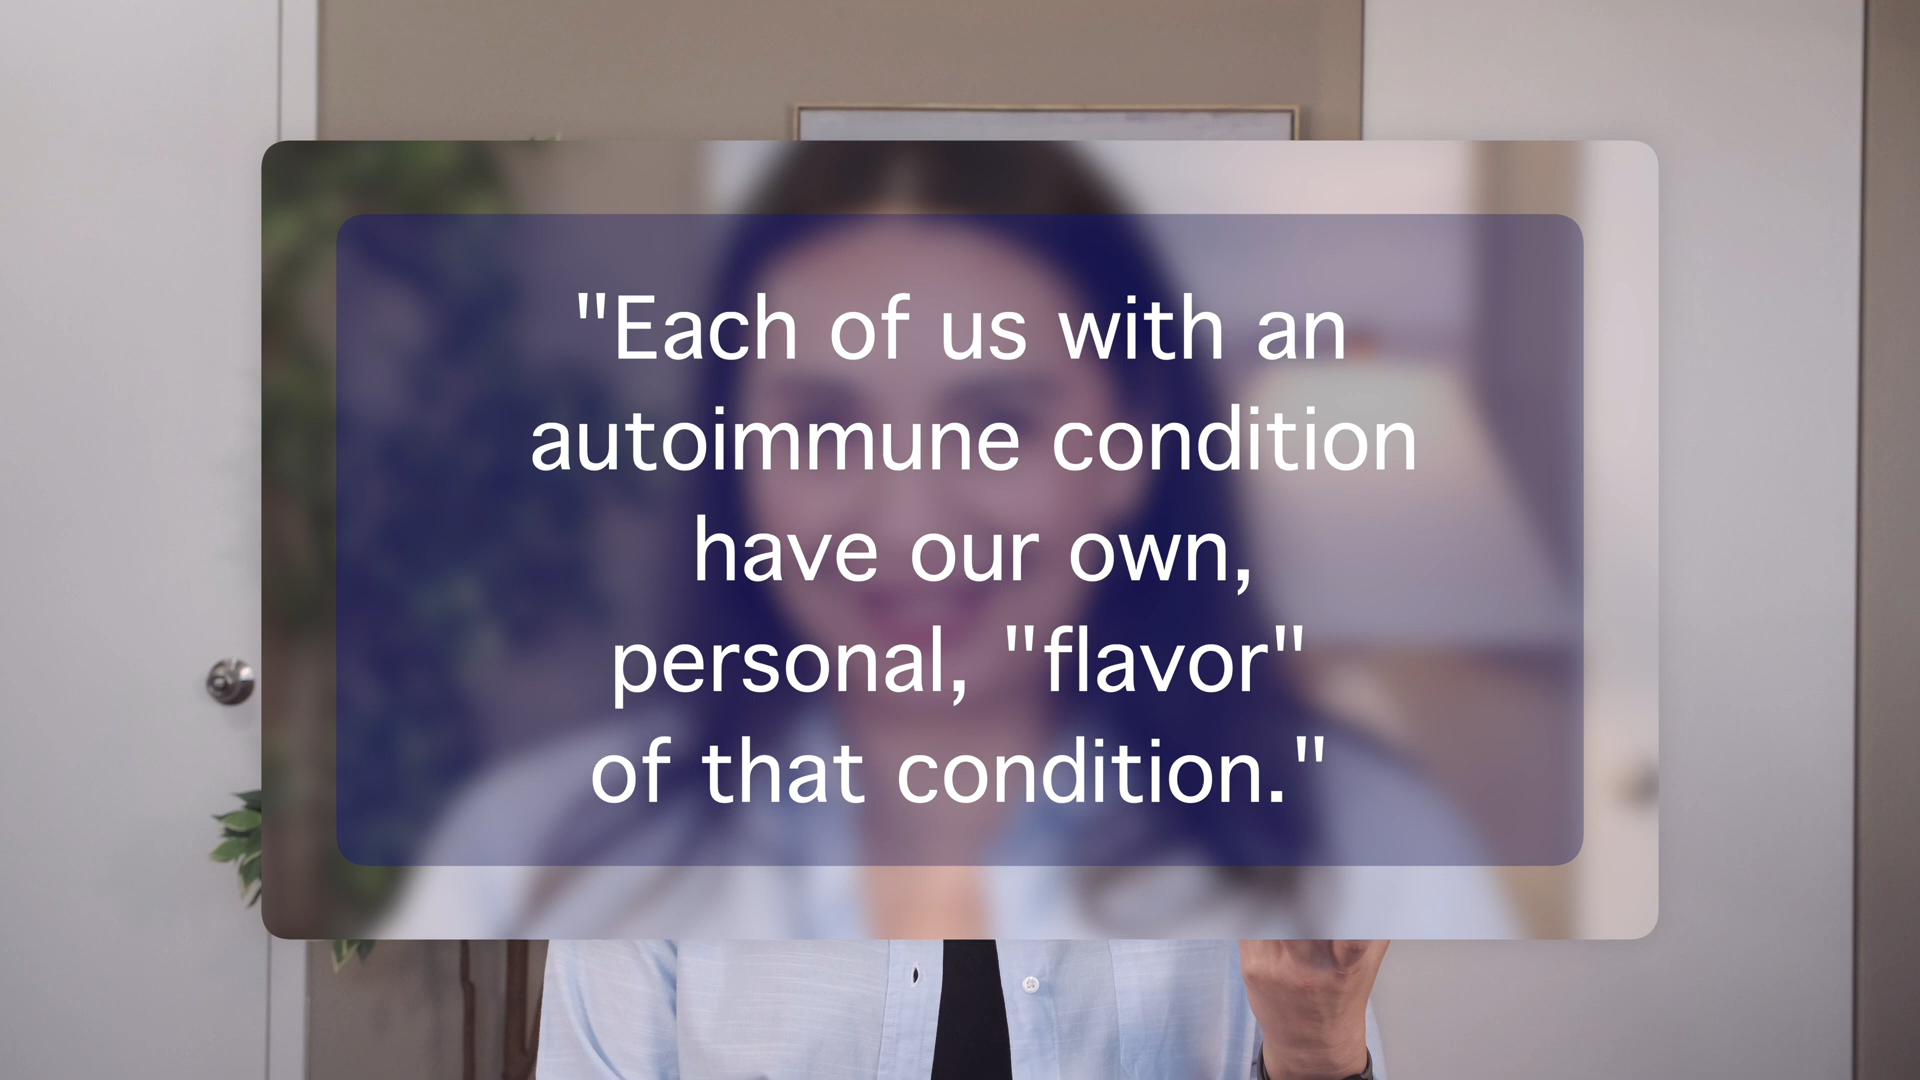 "Each of us with an
autoimmune condition
have our own,
personal, "flavor"
of that condition."